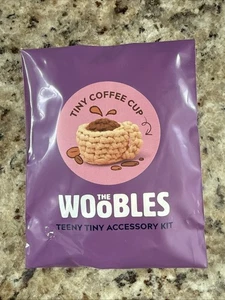 TINY COFFEE CUP
THE
WOOBLES
TEENY TINY ACCESSORY KIT